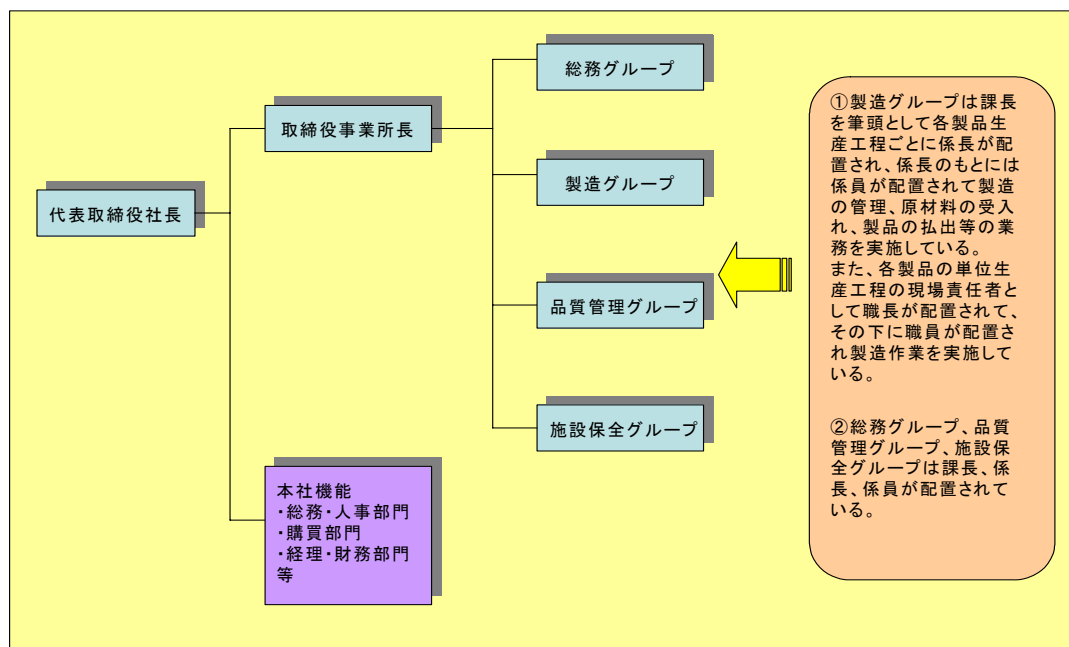 代表取締役社長
取締役事業所長
本社機能
・総務・人事部門
・購買部門
・経理・財務部門
等
総務グループ
製造グループ
品質管理グループ
施設保全グループ
①製造グループは課長
を筆頭として各製品生
産工程ごとに係長が配
置され、係長のもとには
係員が配置されて製造
の管理、原材料の受入
れ、製品の払出等の業
務を実施している。
また、各製品の単位生
産工程の現場責任者と
して職長が配置されて、
その下に職員が配置さ
れ製造作業を実施して
いる。
②総務グループ、品質
管理グループ、施設保
全グループは課長、係
長、係員が配置されて
いる。